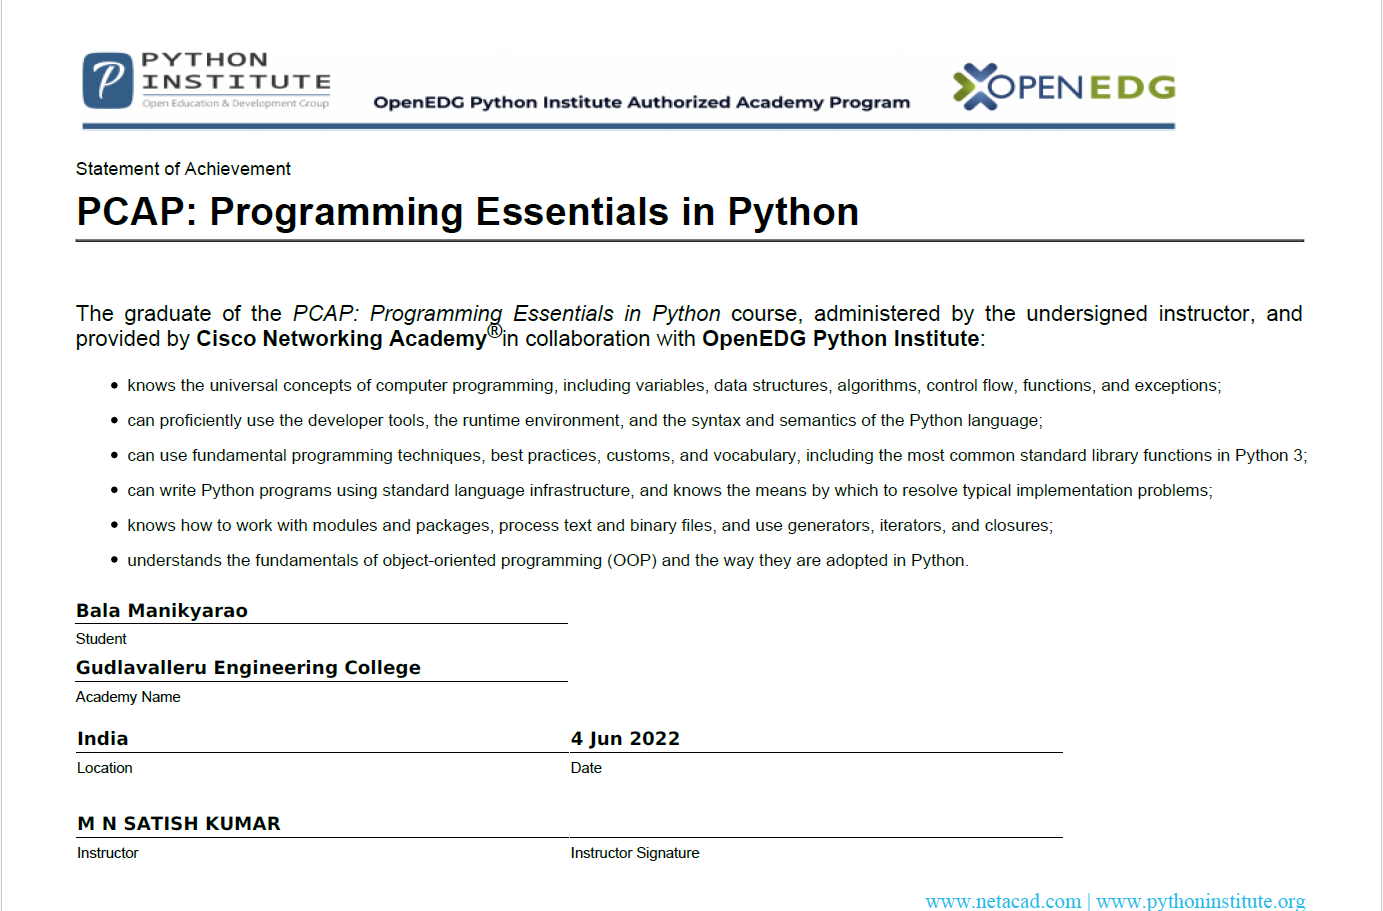 PYTHON
INSTITUTE
Open Education & Development Group
OpenEDG Python Institute Authorized Academy Program
OPENEDG
Statement of Achievement
PCAP: Programming Essentials in Python
The graduate of the PCAP: Programming Essentials in Python course, administered by the undersigned instructor, and
provided by Cisco Networking Academy®in collaboration with OpenEDG Python Institute:
• knows the universal concepts of computer programming, including variables, data structures, algorithms, control flow, functions, and exceptions;
• can proficiently use the developer tools, the runtime environment, and the syntax and semantics of the Python language;
• can use fundamental programming techniques, best practices, customs, and vocabulary, including the most common standard library functions in Python 3;
• can write Python programs using standard language infrastructure, and knows the means by which to resolve typical implementation problems;
• knows how to work with modules and packages, process text and binary files, and use generators, iterators, and closures;
• understands the fundamentals of object-oriented programming (OOP) and the way they are adopted in Python.
Bala Manikyarao
Student
Gudlavalleru Engineering College
Academy Name
India 4 Jun 2022
Location Date
M N SATISH KUMAR
Instructor Instructor Signature
www.netacad.com | www.pythoninstitute.org